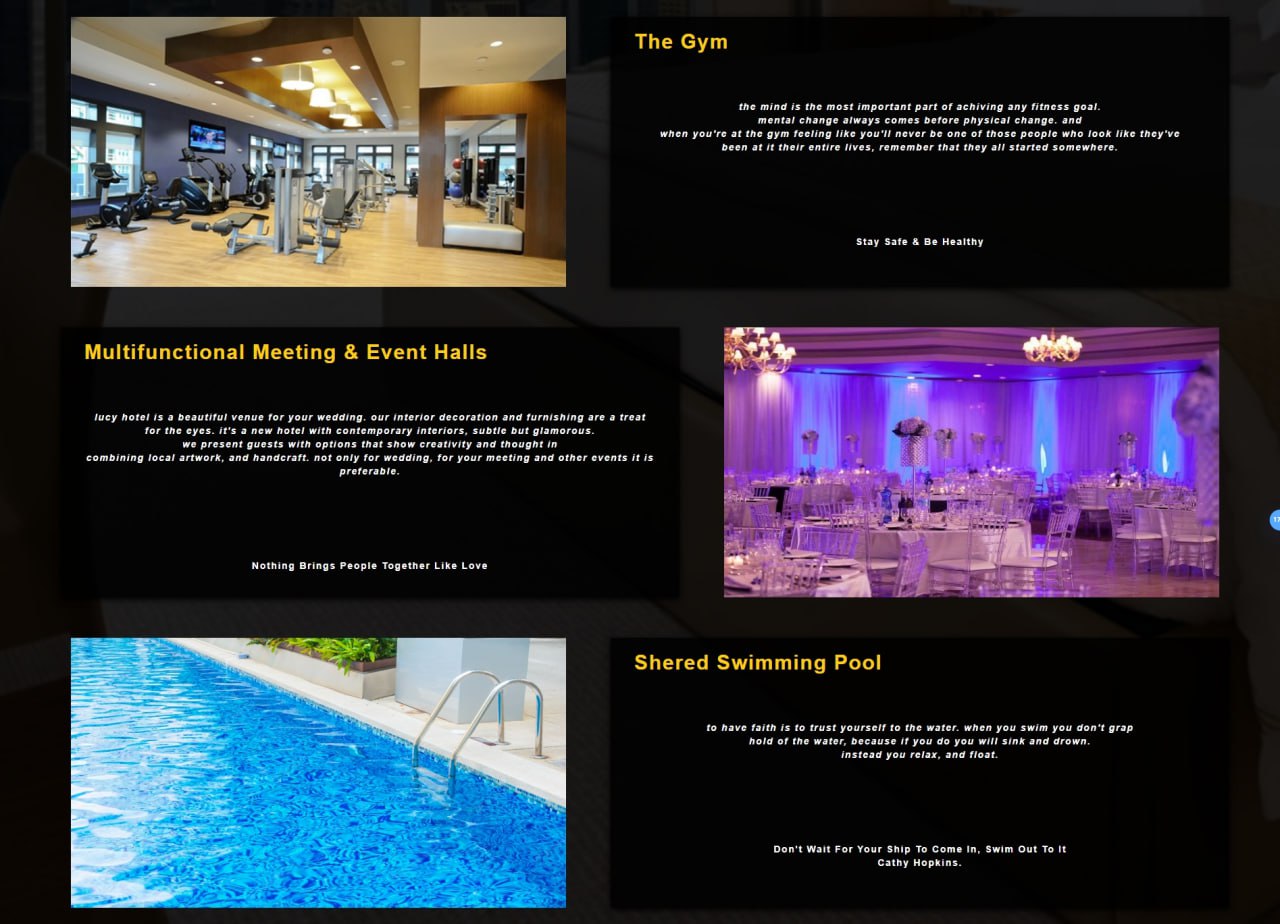 The Gym
the mind is the most important part of achiving any fitness goal.
mental change always comes before physical change. and
when you're at the gym feeling like you'll never be one of those people who look like they've
been at it their entire lives, remember that they all started somewhere.
Stay Safe & Be Healthy
Multifunctional Meeting & Event Halls
lucy hotel is a beautiful venue for your wedding. our interior decoration and furnishing are a treat
for the eyes. it's a new hotel with contemporary interiors, subtle but glamorous.
we present guests with options that show creativity and thought in
combining local artwork, and handcraft. not only for wedding, for your meeting and other events it is
preferable.
Nothing Brings People Together Like Love
Shered Swimming Pool
to have faith is to trust yourself to the water. when you swim you don't grap
hold of the water, because if you do you will sink and drown.
instead you relax, and float.
Don't Wait For Your Ship To Come In, Swim Out To It
Cathy Hopkins.